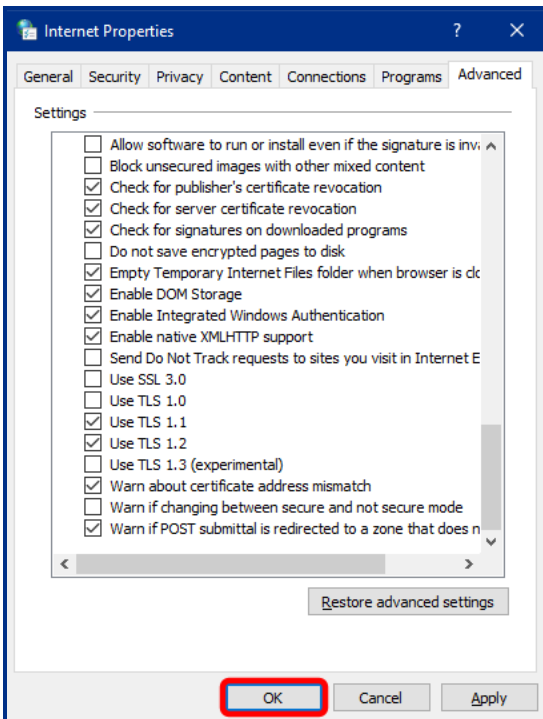 Internet Properties
?
General Security Privacy Content Connections Programs Advanced
Settings
Allow software to run or install even if the signature is inva
Block unsecured images with other mixed content
Check for publisher's certificate revocation
Check for server certificate revocation
Check for signatures on downloaded programs
Do not save encrypted pages to disk
Empty Temporary Internet Files folder when browser is clo
Enable DOM Storage
Enable Integrated Windows Authentication
Enable native XMLHTTP support
Send Do Not Track requests to sites you visit in Internet E
Use SSL 3.0
Use TLS 1.0
Use TLS 1.1
Use TLS 1.2
Use TLS 1.3 (experimental)
Warn about certificate address mismatch
Warn if changing between secure and not secure mode
Warn if POST submittal is redirected to a zone that does n
Restore advanced settings
OK Cancel Apply